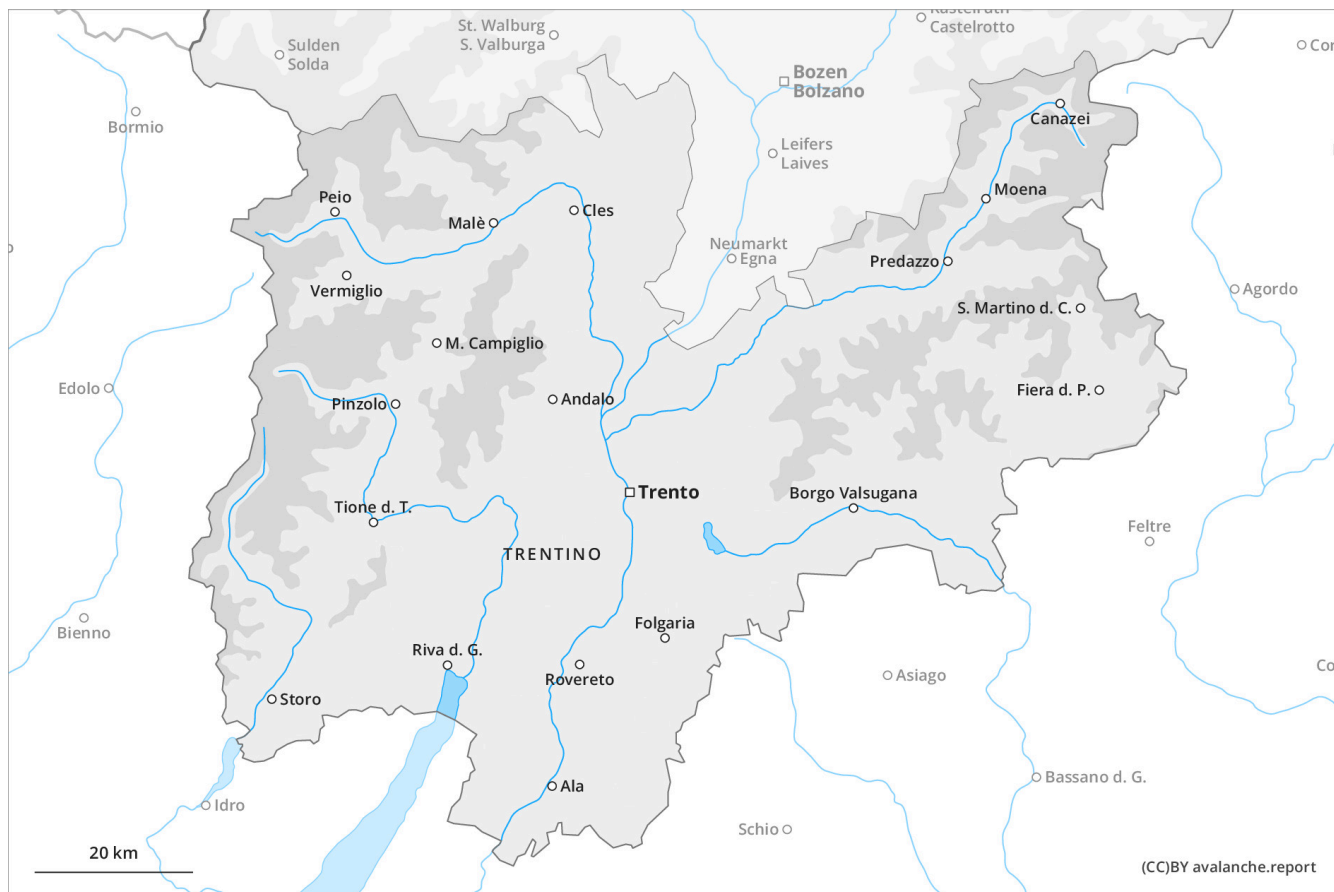 Kastelruth
Castelrotto
St. Walburg
S. Valburga
Sulden
Solda
Bozen
Bolzano
Bormio
Canazei
Leifers
Laives
Peio
Moena
Malè
Cles
Neumarkt
Egna
Predazzo
Vermiglio
Agordo
S. Martino d. C.
M. Campiglio
Edolo
Fiera d. P.
Pinzolo
Andalo
Trento
Borgo Valsugana
Tione d. T.
Feltre
TRENTINO
Bienno
Folgaria
Riva d. G.
Rovereto
Asiago
Co
Storo
Bassano d. G.
Ala
Idro
Schio
20 km
(CC)BY avalanche.report